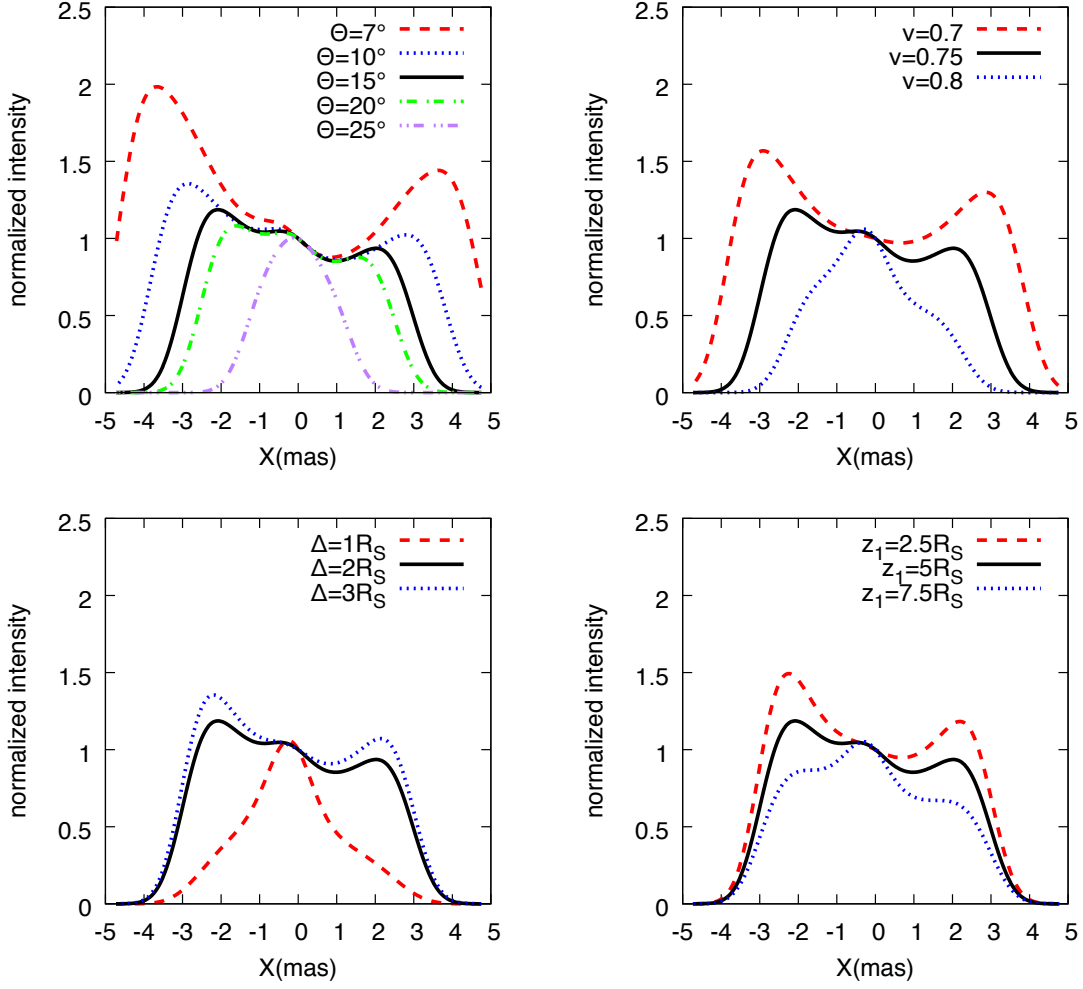 2.5
2
1.5
1
0.5
0
normalized intensity
-5 -4 -3 -2 -1 0 1 2 3 4 5
X(mas)
Θ=7°
Θ=10°
Θ=15°
Θ=20°
Θ=25°
2.5
2
1.5
1
0.5
0
normalized intensity
-5 -4 -3 -2 -1 0 1 2 3 4 5
X(mas)
v=0.7
v=0.75
v=0.8
2.5
2
1.5
1
0.5
0
normalized intensity
-5 -4 -3 -2 -1 0 1 2 3 4 5
X(mas)
Δ=1R_S
Δ=2R_S
Δ=3R_S
2.5
2
1.5
1
0.5
0
normalized intensity
-5 -4 -3 -2 -1 0 1 2 3 4 5
X(mas)
z_1=2.5R_S
z_1=5R_S
z_1=7.5R_S